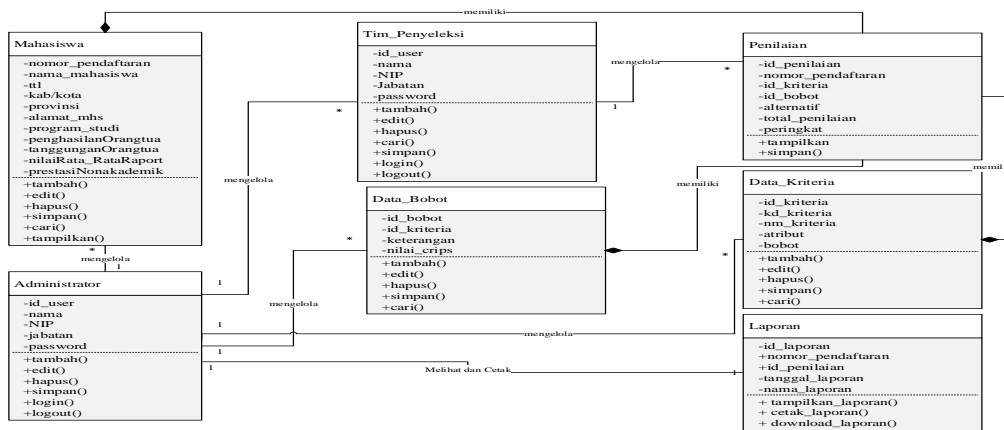 memiliki
Mahasiswa
-nomor_pendaftaran
-nama_mahasiswa
-ttl
-kab/kota
-provinsi
-alamat_mhs
-program_studi
-penghasilanOrangtua
-tanggunganOrangtua
-nilaiRata_RataRaport
-prestasiNonakademik
+tambah()
+edit()
+hapus()
+simpan()
+cari()
+tampilkan()
*
mengelola
1
Administrator
-id_user
-nama
-NIP
-jabatan
-password
+tambah()
+edit()
+hapus()
+simpan()
+login()
+logout()
Tim_Penyeleksi
-id_user
-nama
-NIP
-Jabatan
-password
+tambah()
+edit()
+hapus()
+cari()
+simpan()
+login()
+logout()
*
mengelola
1
mengelola
*
1
Data_Bobot
-id_bobot
-id_kriteria
-keterangan
-nilai_crips
+tambah()
+edit()
+hapus()
+simpan()
+cari()
*
mengelola
1
memiliki
Penilaian
-id_penilaian
-nomor_pendaftaran
-id_kriteria
-id_bobot
-alternatif
-total_penilaian
-peringkat
+tampilkan
+simpan()
memil
Data_Kriteria
-id_kriteria
-kd_kriteria
-nm_kriteria
-atribut
-bobot
+tambah()
+edit()
+hapus()
+simpan()
+cari()
*
mengelola
1
Laporan
-id_laporan
+nomor_pendaftaran
+id_penilaian
-tanggal_laporan
-nama_laporan
+ tampilkan_laporan()
+ cetak_laporan()
+ download_laporan()
1
Melihat dan Cetak
1